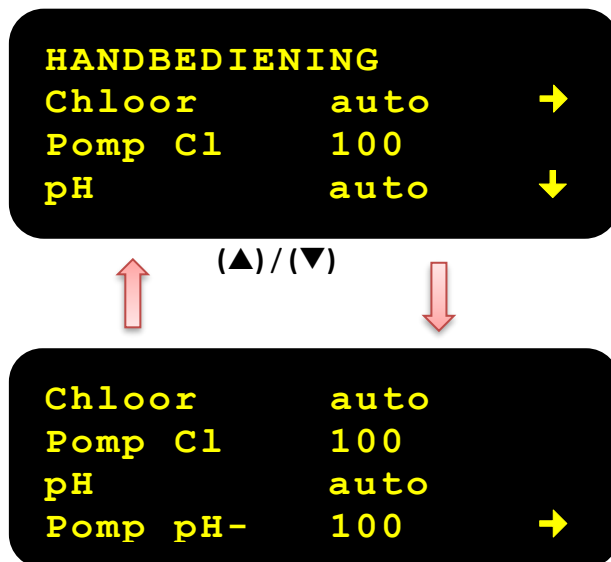 HANDBEDIENING
Chloor auto →
Pomp Cl 100
pH auto ↓
(▲)/(▼)
Chloor auto
Pomp Cl 100
pH auto
Pomp pH- 100 →